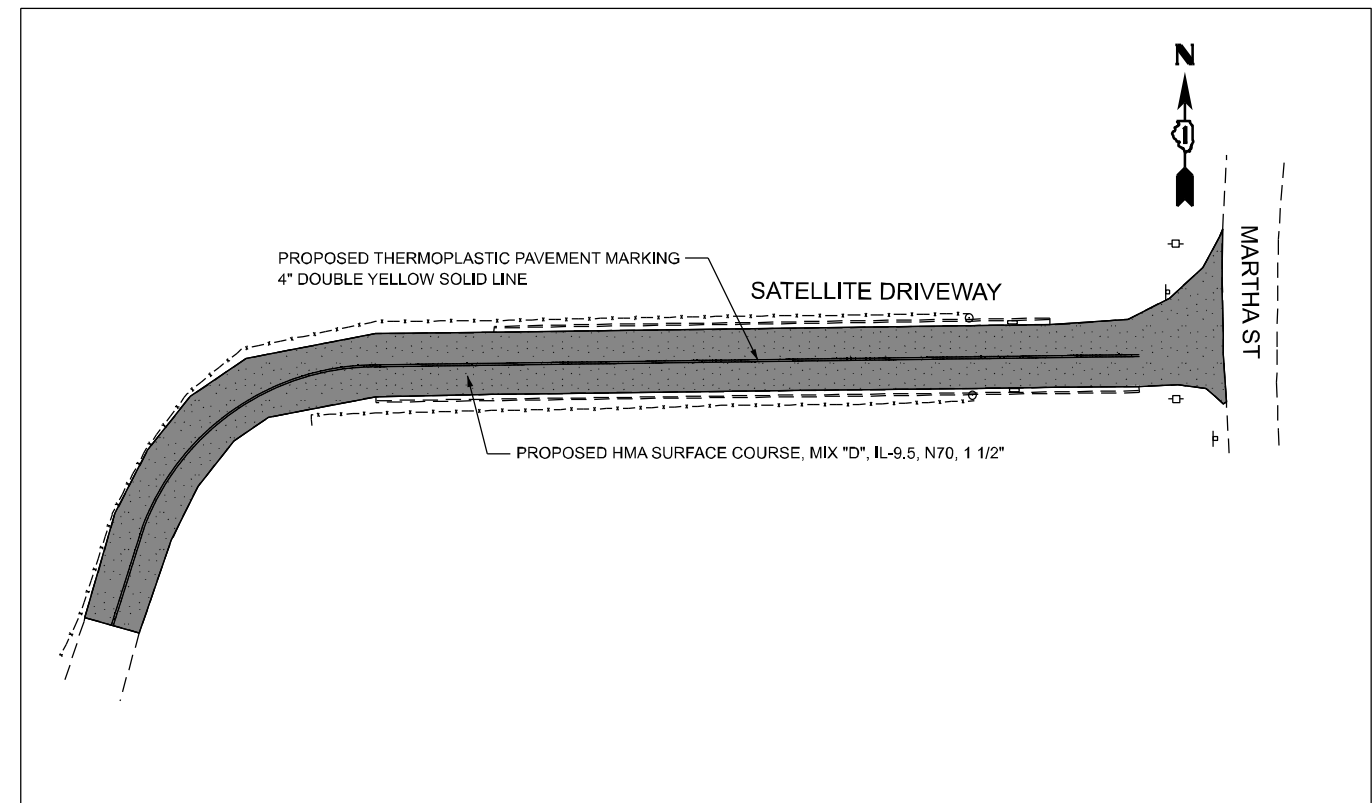 N
MARTHA ST
PROPOSED THERMOPLASTIC PAVEMENT MARKING
4" DOUBLE YELLOW SOLID LINE
SATELLITE DRIVEWAY
PROPOSED HMA SURFACE COURSE, MIX "D", IL-9.5, N70, 1 1/2"